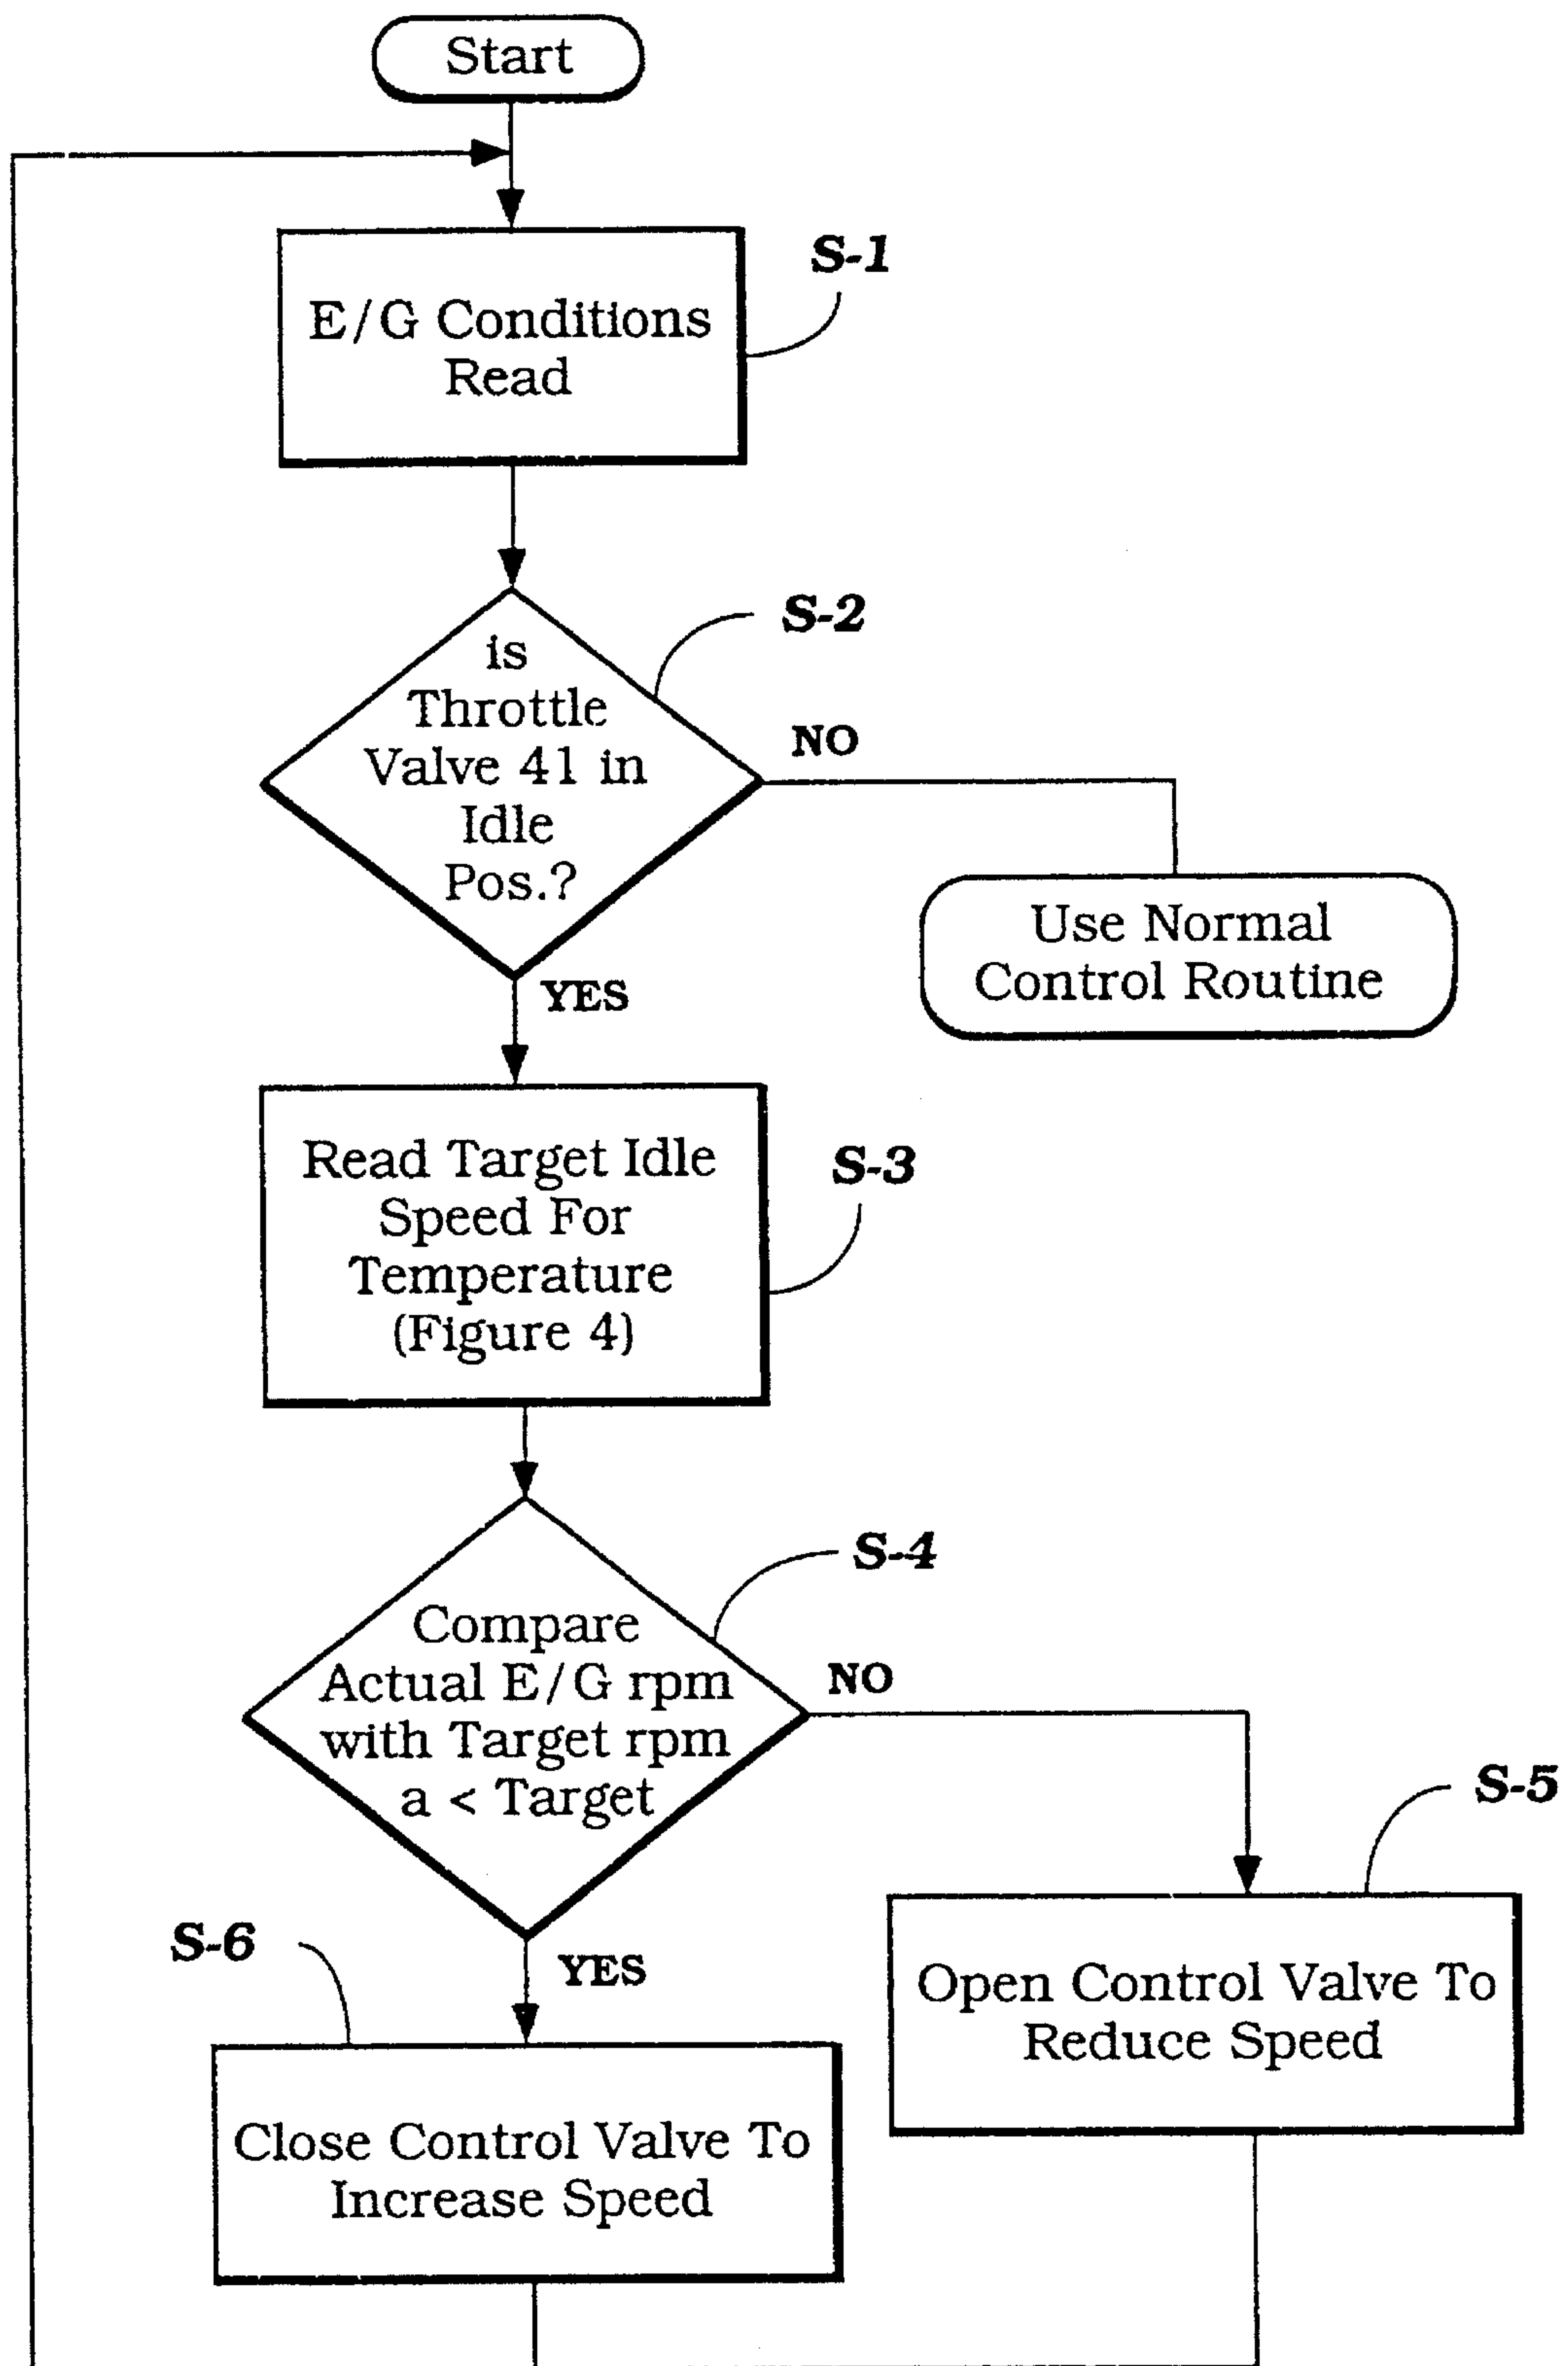 Start
S-1
E/G Conditions
Read
S-2
is
Throttle
Valve 41 in
Idle
Pos.?
NO
YES
Use Normal
Control Routine
Read Target Idle
Speed For
Temperature
(Figure 4)
S-3
S-4
Compare
Actual E/G rpm
with Target rpm
a < Target
NO
YES
S-5
Open Control Valve To
Reduce Speed
S-6
Close Control Valve To
Increase Speed